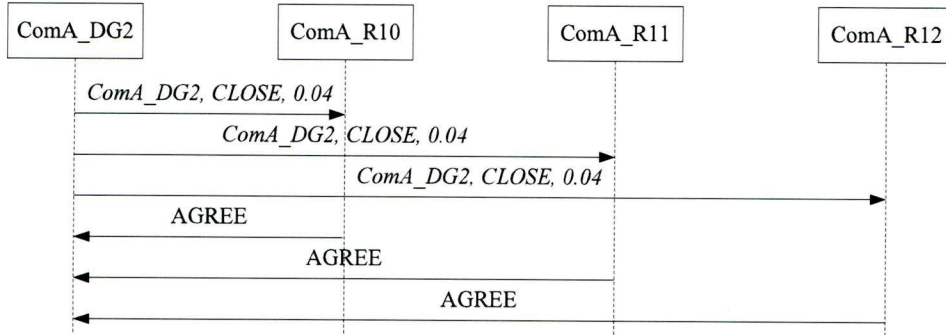 ComA_DG2
ComA_R10
ComA_R11
ComA_R12
ComA_DG2, CLOSE, 0.04
ComA_DG2, CLOSE, 0.04
ComA_DG2, CLOSE, 0.04
AGREE
AGREE
AGREE